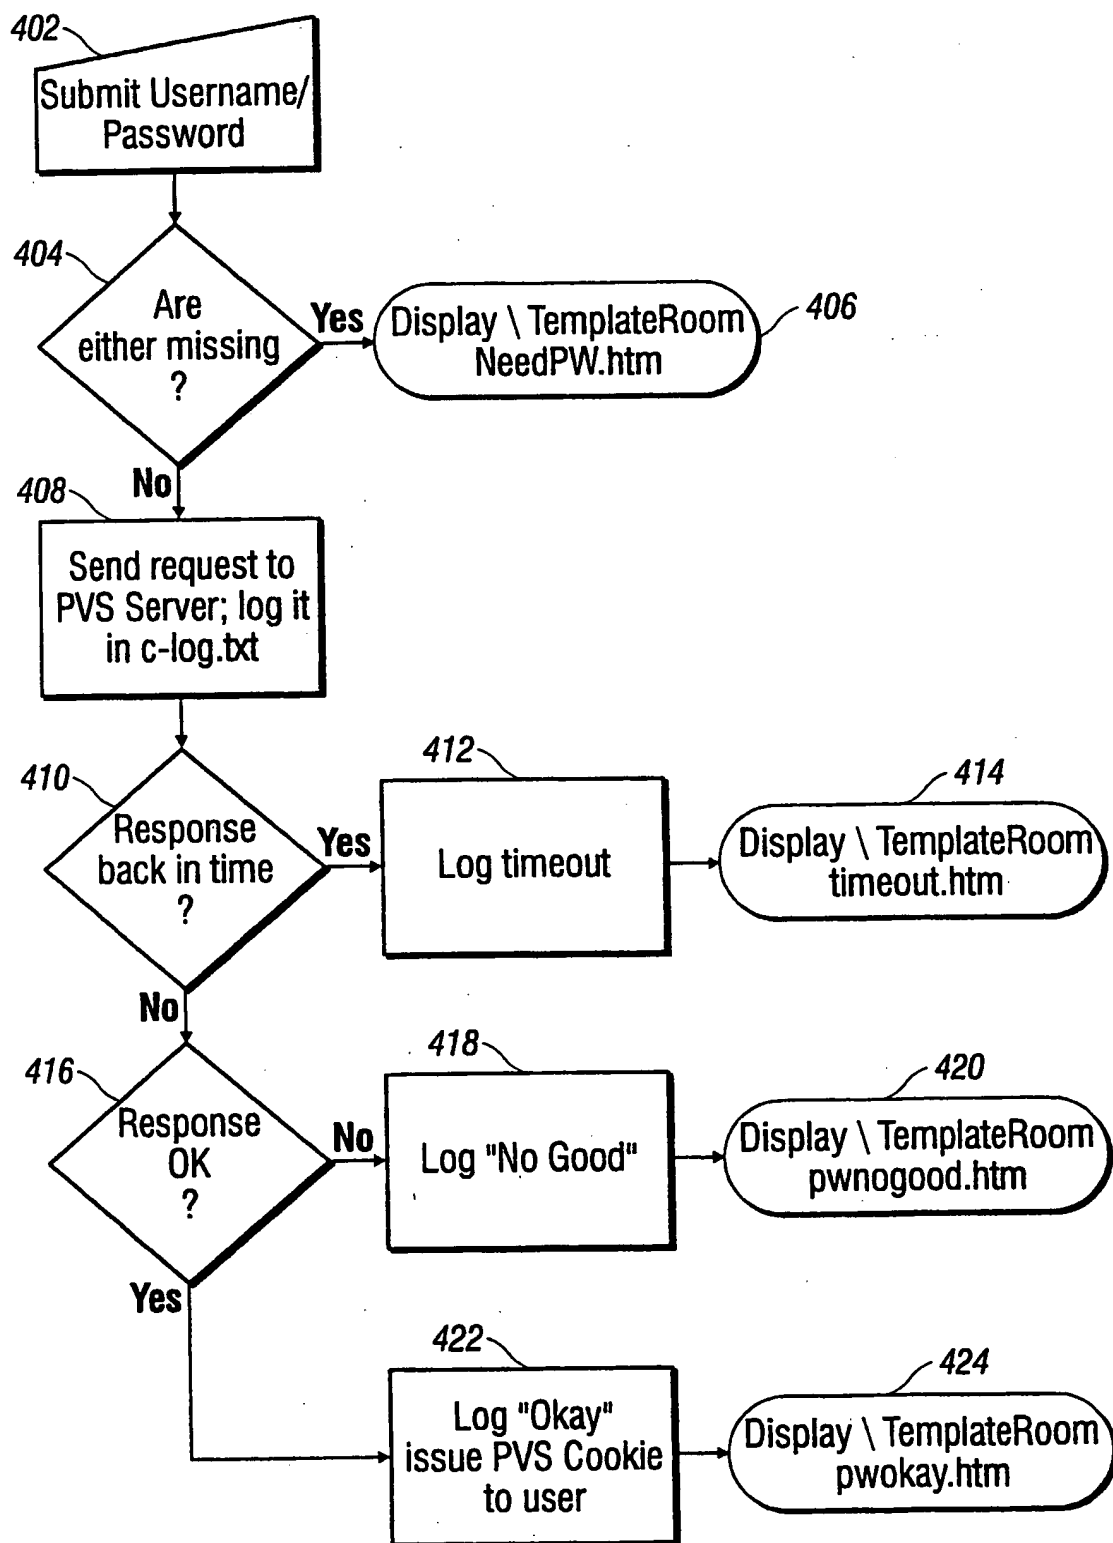 402
Submit Username/
Password
404
Are
either missing
?
Yes
Display \ TemplateRoom
NeedPW.htm
406
No
408
Send request to
PVS Server; log it
in c-log.txt
410
Response
back in time
?
Yes
412
Log timeout
414
Display \ TemplateRoom
timeout.htm
No
416
Response
OK
?
No
418
Log "No Good"
420
Display \ TemplateRoom
pwnogood.htm
Yes
422
Log "Okay"
issue PVS Cookie
to user
424
Display \ TemplateRoom
pwokay.htm